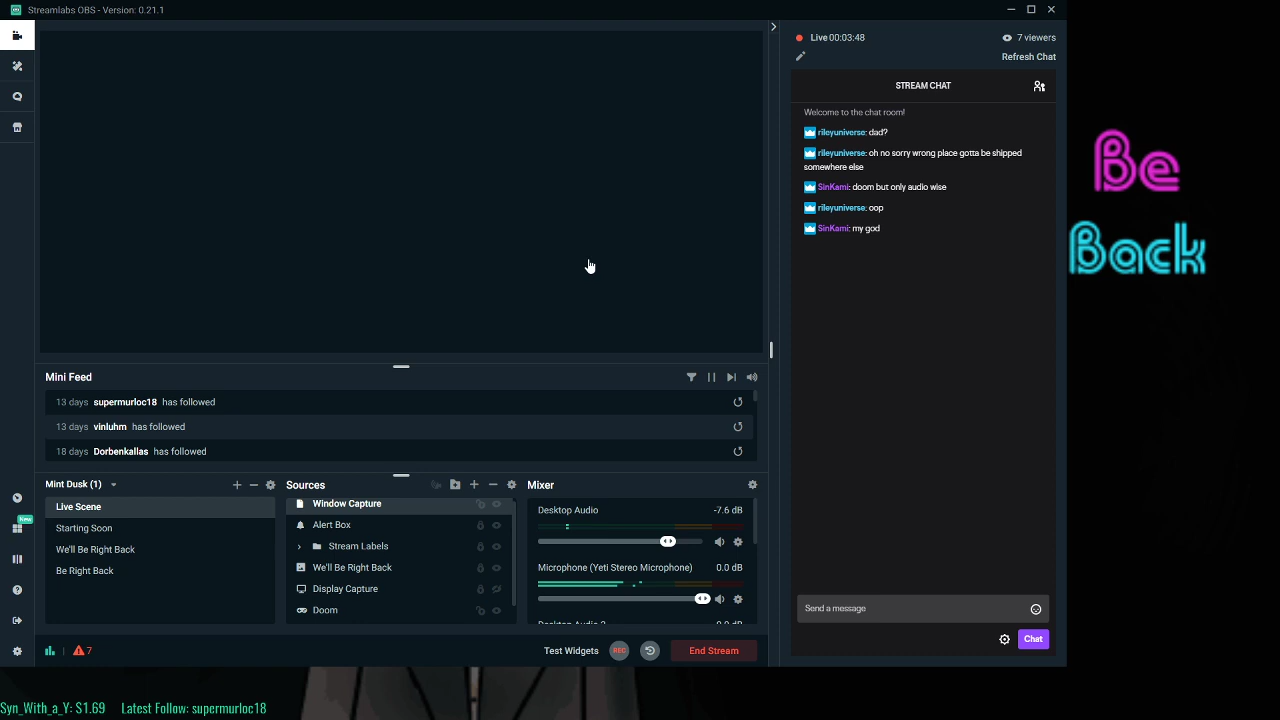 Streamlabs OBS - Version: 0.21.1
Live 00:03:48
7 viewers
Refresh Chat
STREAM CHAT
Welcome to the chat room!
rileyuniverse: dad?
rileyuniverse: oh no sorry wrong place gotta be shipped
somewhere else
SinKami: doom but only audio wise
rileyuniverse: oop
SinKami: my god
Be
Back
Mini Feed
13 days supermurloc18 has followed
13 days vinluhm has followed
18 days Dorbenkallas has followed
Mint Dusk (1)
Live Scene
Starting Soon
We'll Be Right Back
Be Right Back
Sources
Window Capture
Alert Box
Stream Labels
We'll Be Right Back
Display Capture
Doom
Mixer
Desktop Audio -7.6 dB
Microphone (Yeti Stereo Microphone) 0.0 dB
Desktop Audio 2 0.0 dB
Send a message
Chat
New
7
Test Widgets
REC
End Stream
Syn_With_a_Y: $1.69 Latest Follow: supermurloc18